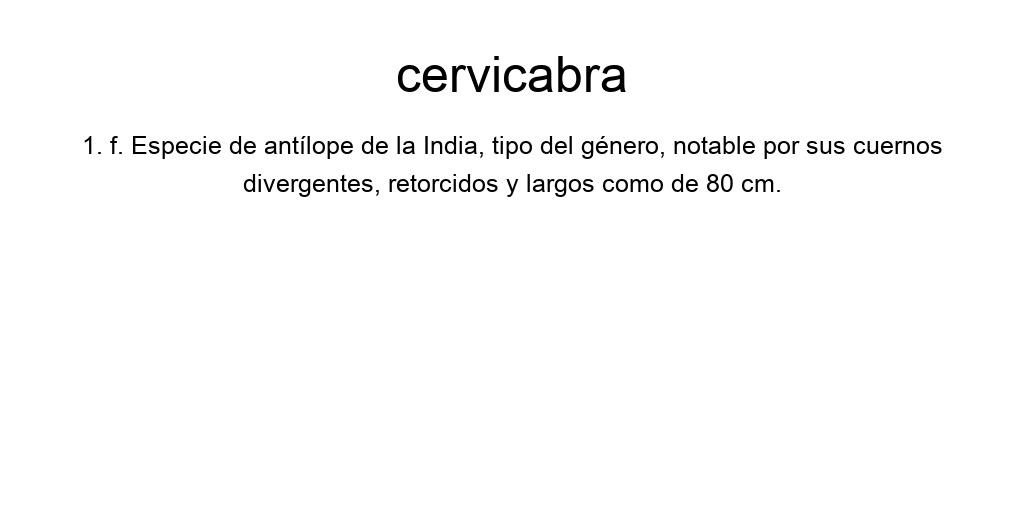 cervicabra
1. f. Especie de antílope de la India, tipo del género, notable por sus cuernos
divergentes, retorcidos y largos como de 80 cm.